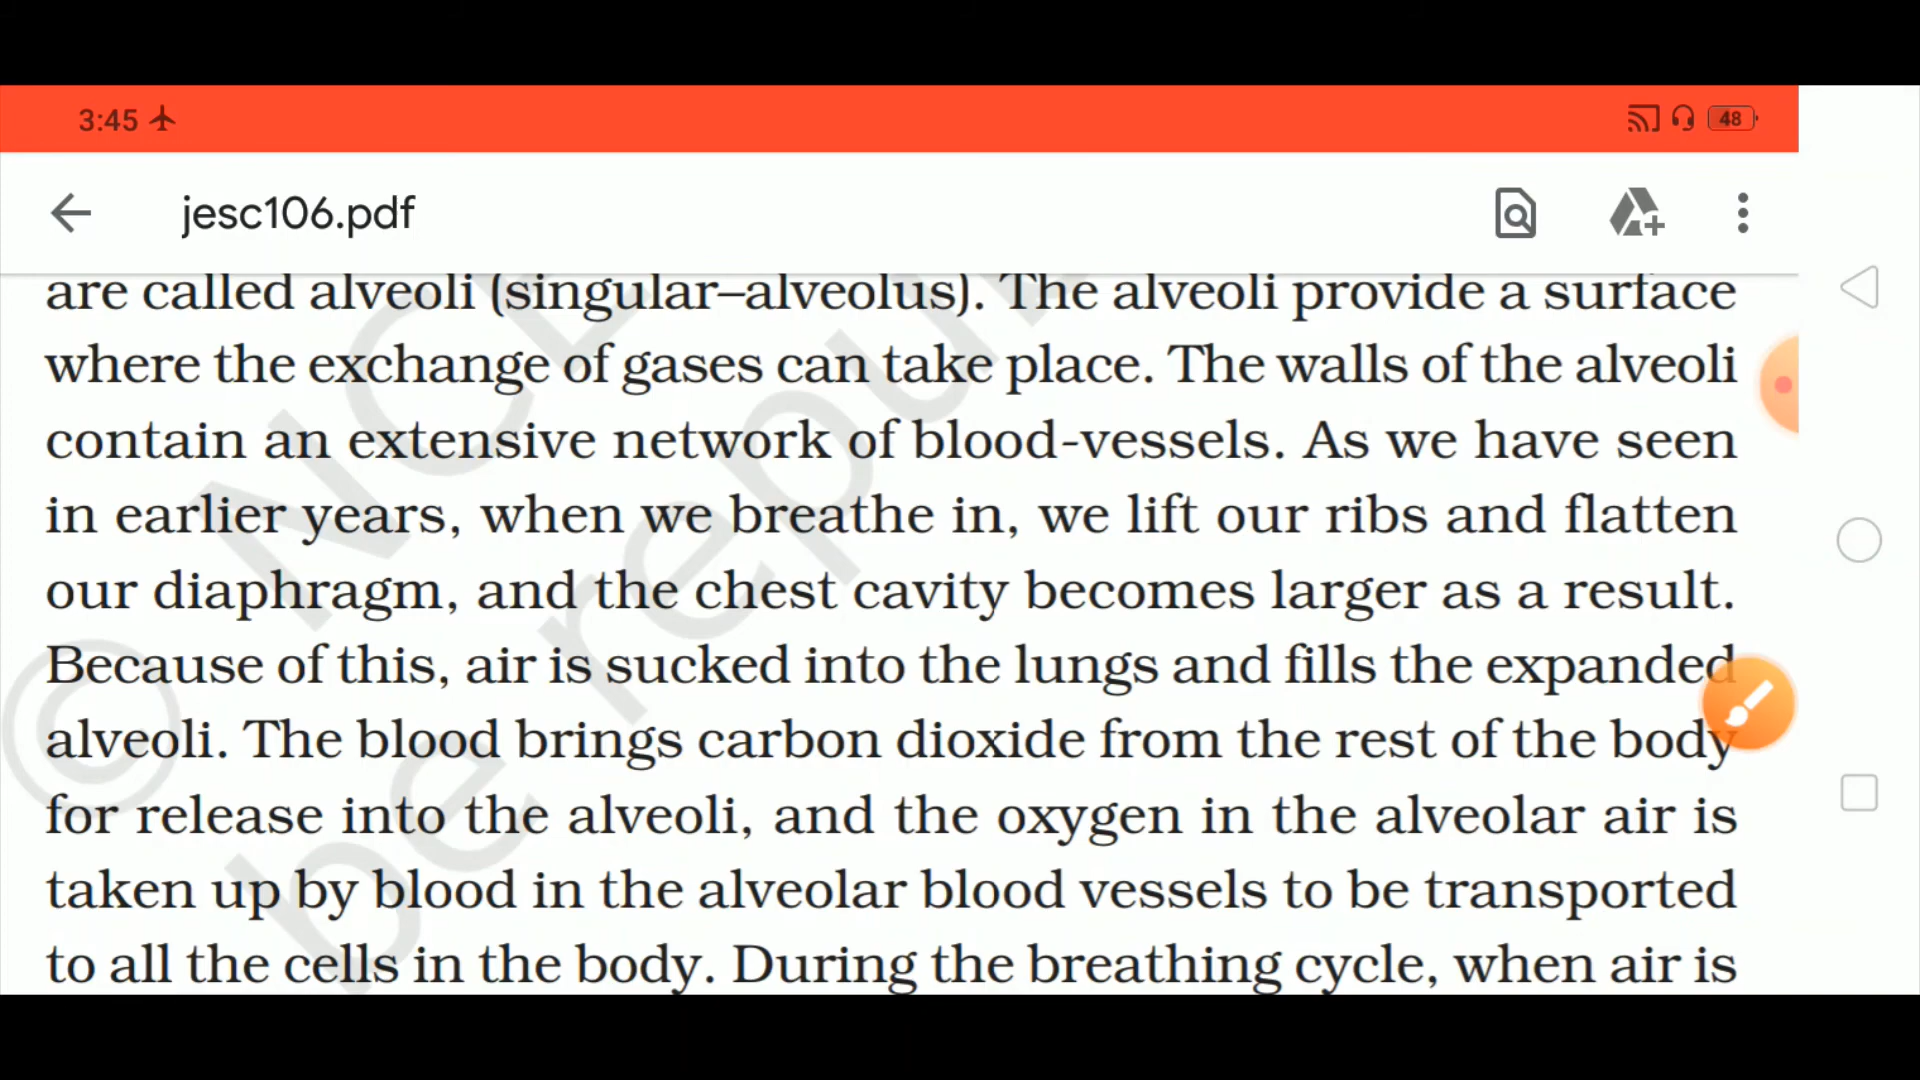 3:45
48
jesc106.pdf
are called alveoli (singular–alveolus). The alveoli provide a surface
where the exchange of gases can take place. The walls of the alveoli
contain an extensive network of blood-vessels. As we have seen
in earlier years, when we breathe in, we lift our ribs and flatten
our diaphragm, and the chest cavity becomes larger as a result.
Because of this, air is sucked into the lungs and fills the expanded
alveoli. The blood brings carbon dioxide from the rest of the body
for release into the alveoli, and the oxygen in the alveolar air is
taken up by blood in the alveolar blood vessels to be transported
to all the cells in the body. During the breathing cycle, when air is
© NCE
be repu